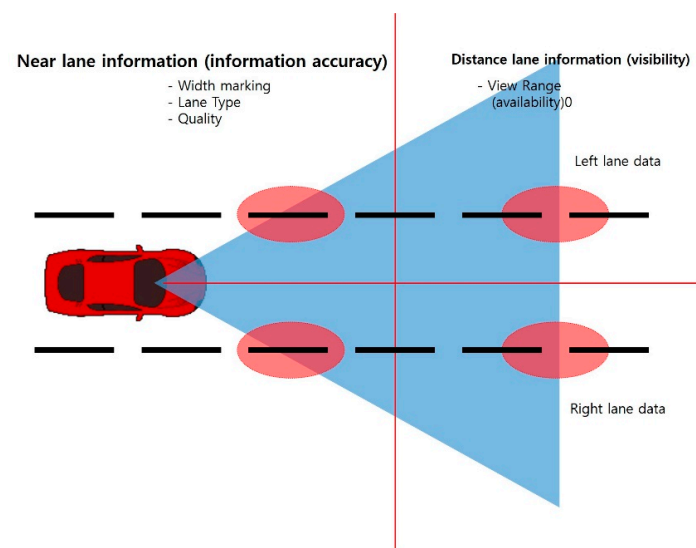 Near lane information (information accuracy)
- Width marking
- Lane Type
- Quality
Distance lane information (visibility)
- View Range
(availability)0
Left lane data
Right lane data